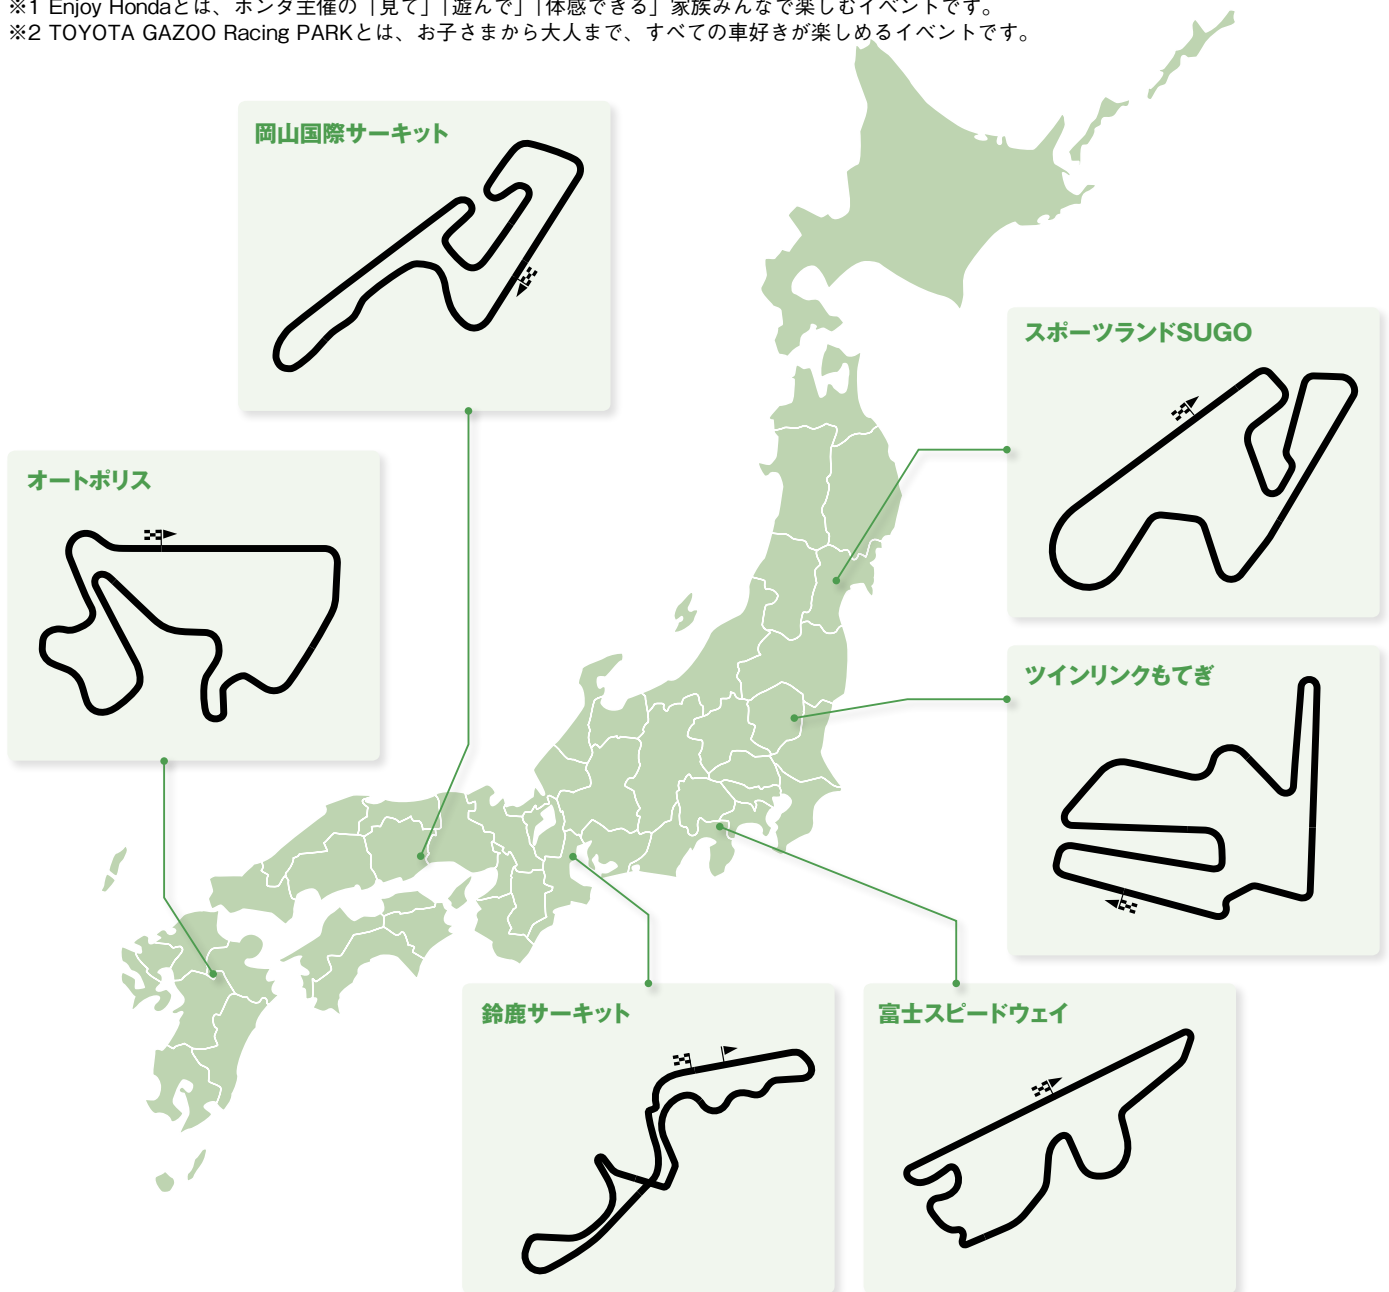 ※1 Enjoy Hondaとは、ホンダ主催の「見て」「遊んで」「体感できる」家族みんなで楽しむイベントです。
※2 TOYOTA GAZOO Racing PARKとは、お子さまから大人まで、すべての車好きが楽しめるイベントです。
岡山国際サーキット
スポーツランドSUGO
オートポリス
ツインリンクもてぎ
鈴鹿サーキット
富士スピードウェイ